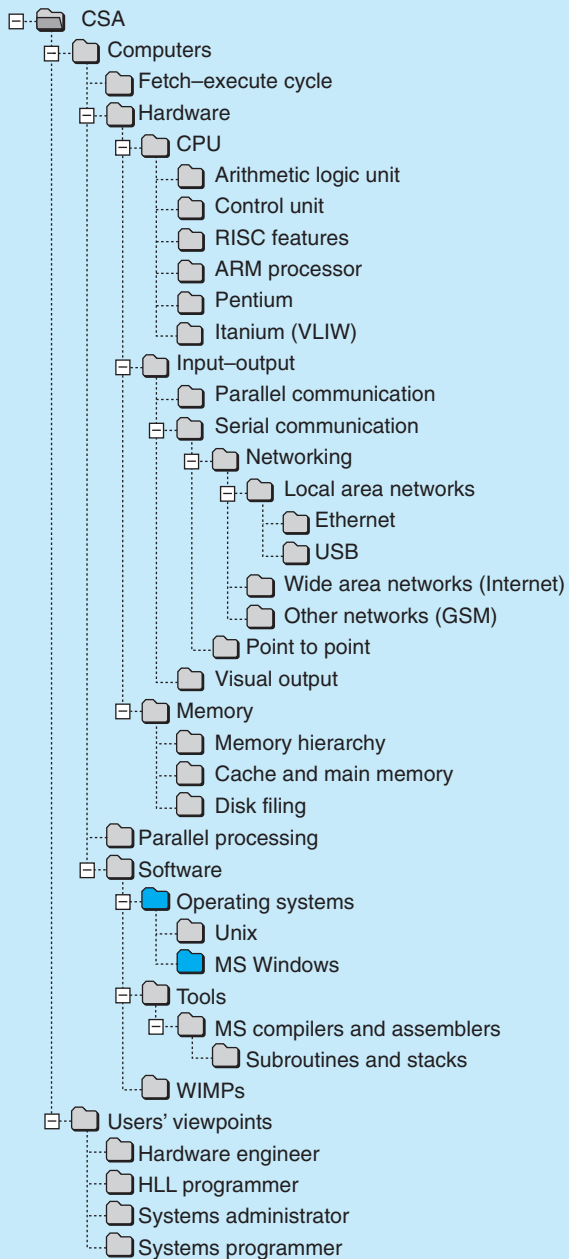 CSA
Computers
Fetch–execute cycle
Hardware
CPU
Arithmetic logic unit
Control unit
RISC features
ARM processor
Pentium
Itanium (VLIW)
Input–output
Parallel communication
Serial communication
Networking
Local area networks
Ethernet
USB
Wide area networks (Internet)
Other networks (GSM)
Point to point
Visual output
Memory
Memory hierarchy
Cache and main memory
Disk filing
Parallel processing
Software
Operating systems
Unix
MS Windows
Tools
MS compilers and assemblers
Subroutines and stacks
WIMPs
Users’ viewpoints
Hardware engineer
HLL programmer
Systems administrator
Systems programmer